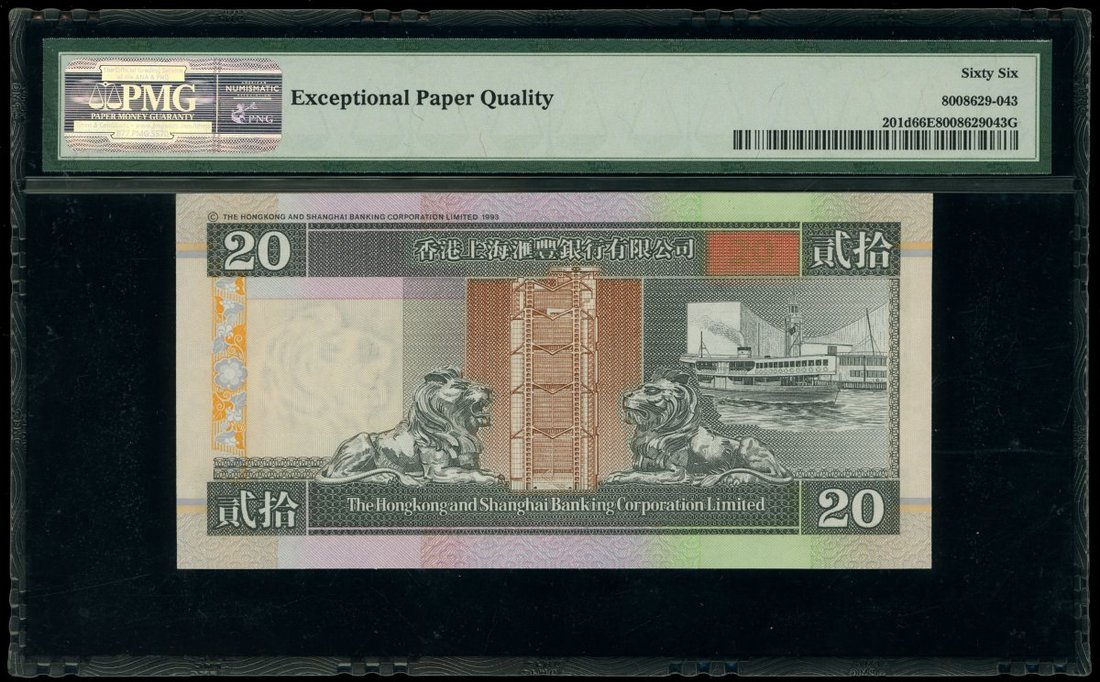 Exceptional Paper Quality
Sixty Six
8008629-043
201d66E8008629043G
PMG
PAPER MONEY GUARANTY
NUMISMATIC
PNG
© THE HONGKONG AND SHANGHAI BANKING CORPORATION LIMITED 1993
20
香港上海滙豐銀行有限公司
貳拾
貳拾
The Hongkong and Shanghai Banking Corporation Limited
20